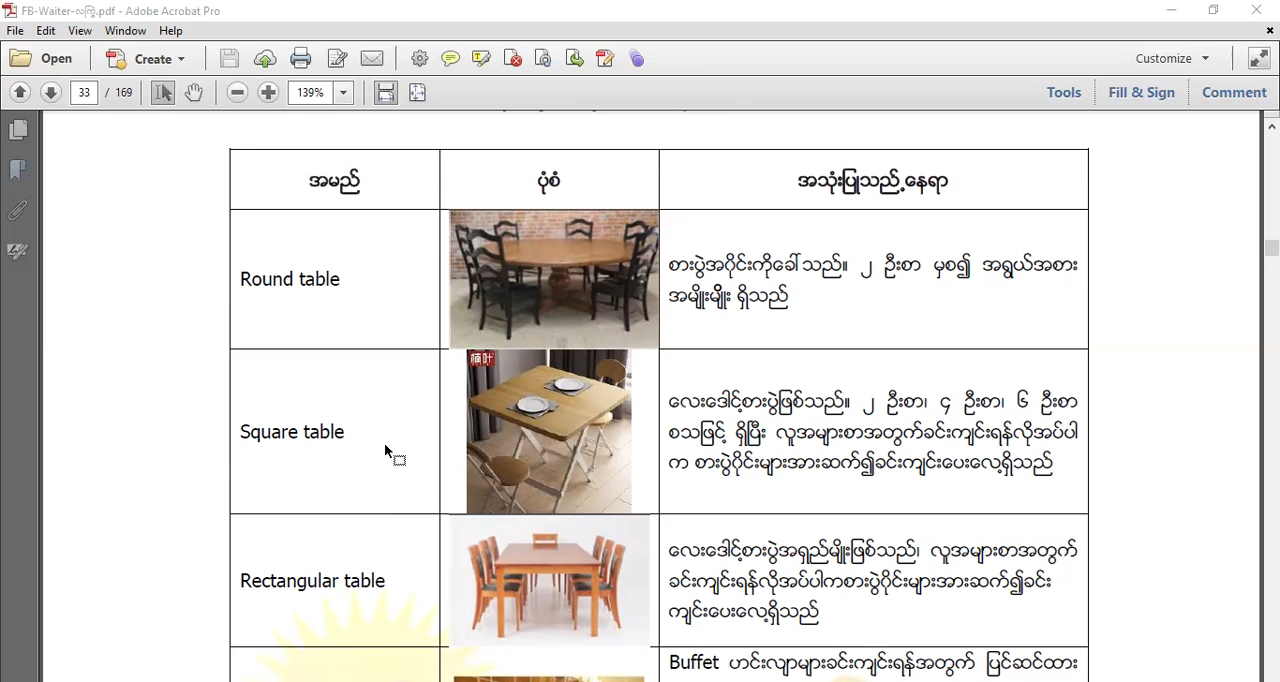 FB-Waiter-လက္ရွိ.pdf - Adobe Acrobat Pro
File Edit View Window Help
Open Create Customize
33 / 169 139% Tools Fill & Sign Comment
အမည် ပုံစံ အသုံးပြုသည့်နေရာ
Round table
စားပွဲအဝိုင်းကိုခေါ်သည်။ ၂ ဦးစာ မှစ၍ အရွယ်အစား
အမျိုးမျိုး ရှိသည်
楠叶
Square table
လေးဒေါင့်စားပွဲဖြစ်သည်။ ၂ ဦးစာ၊ ၄ ဦးစာ၊ ၆ ဦးစာ
စသဖြင့် ရှိပြီး လူအများစာအတွက်ခင်းကျင်းရန်လိုအပ်ပါ
က စားပွဲဝိုင်းများအားဆက်၍ခင်းကျင်းပေးလေ့ရှိသည်
Rectangular table
လေးဒေါင့်စားပွဲအရှည်မျိုးဖြစ်သည်၊ လူအများစာအတွက်
ခင်းကျင်းရန်လိုအပ်ပါကစားပွဲဝိုင်းများအားဆက်၍ခင်း
ကျင်းပေးလေ့ရှိသည်
Buffet ဟင်းလျာများခင်းကျင်းရန်အတွက် ပြင်ဆင်ထား